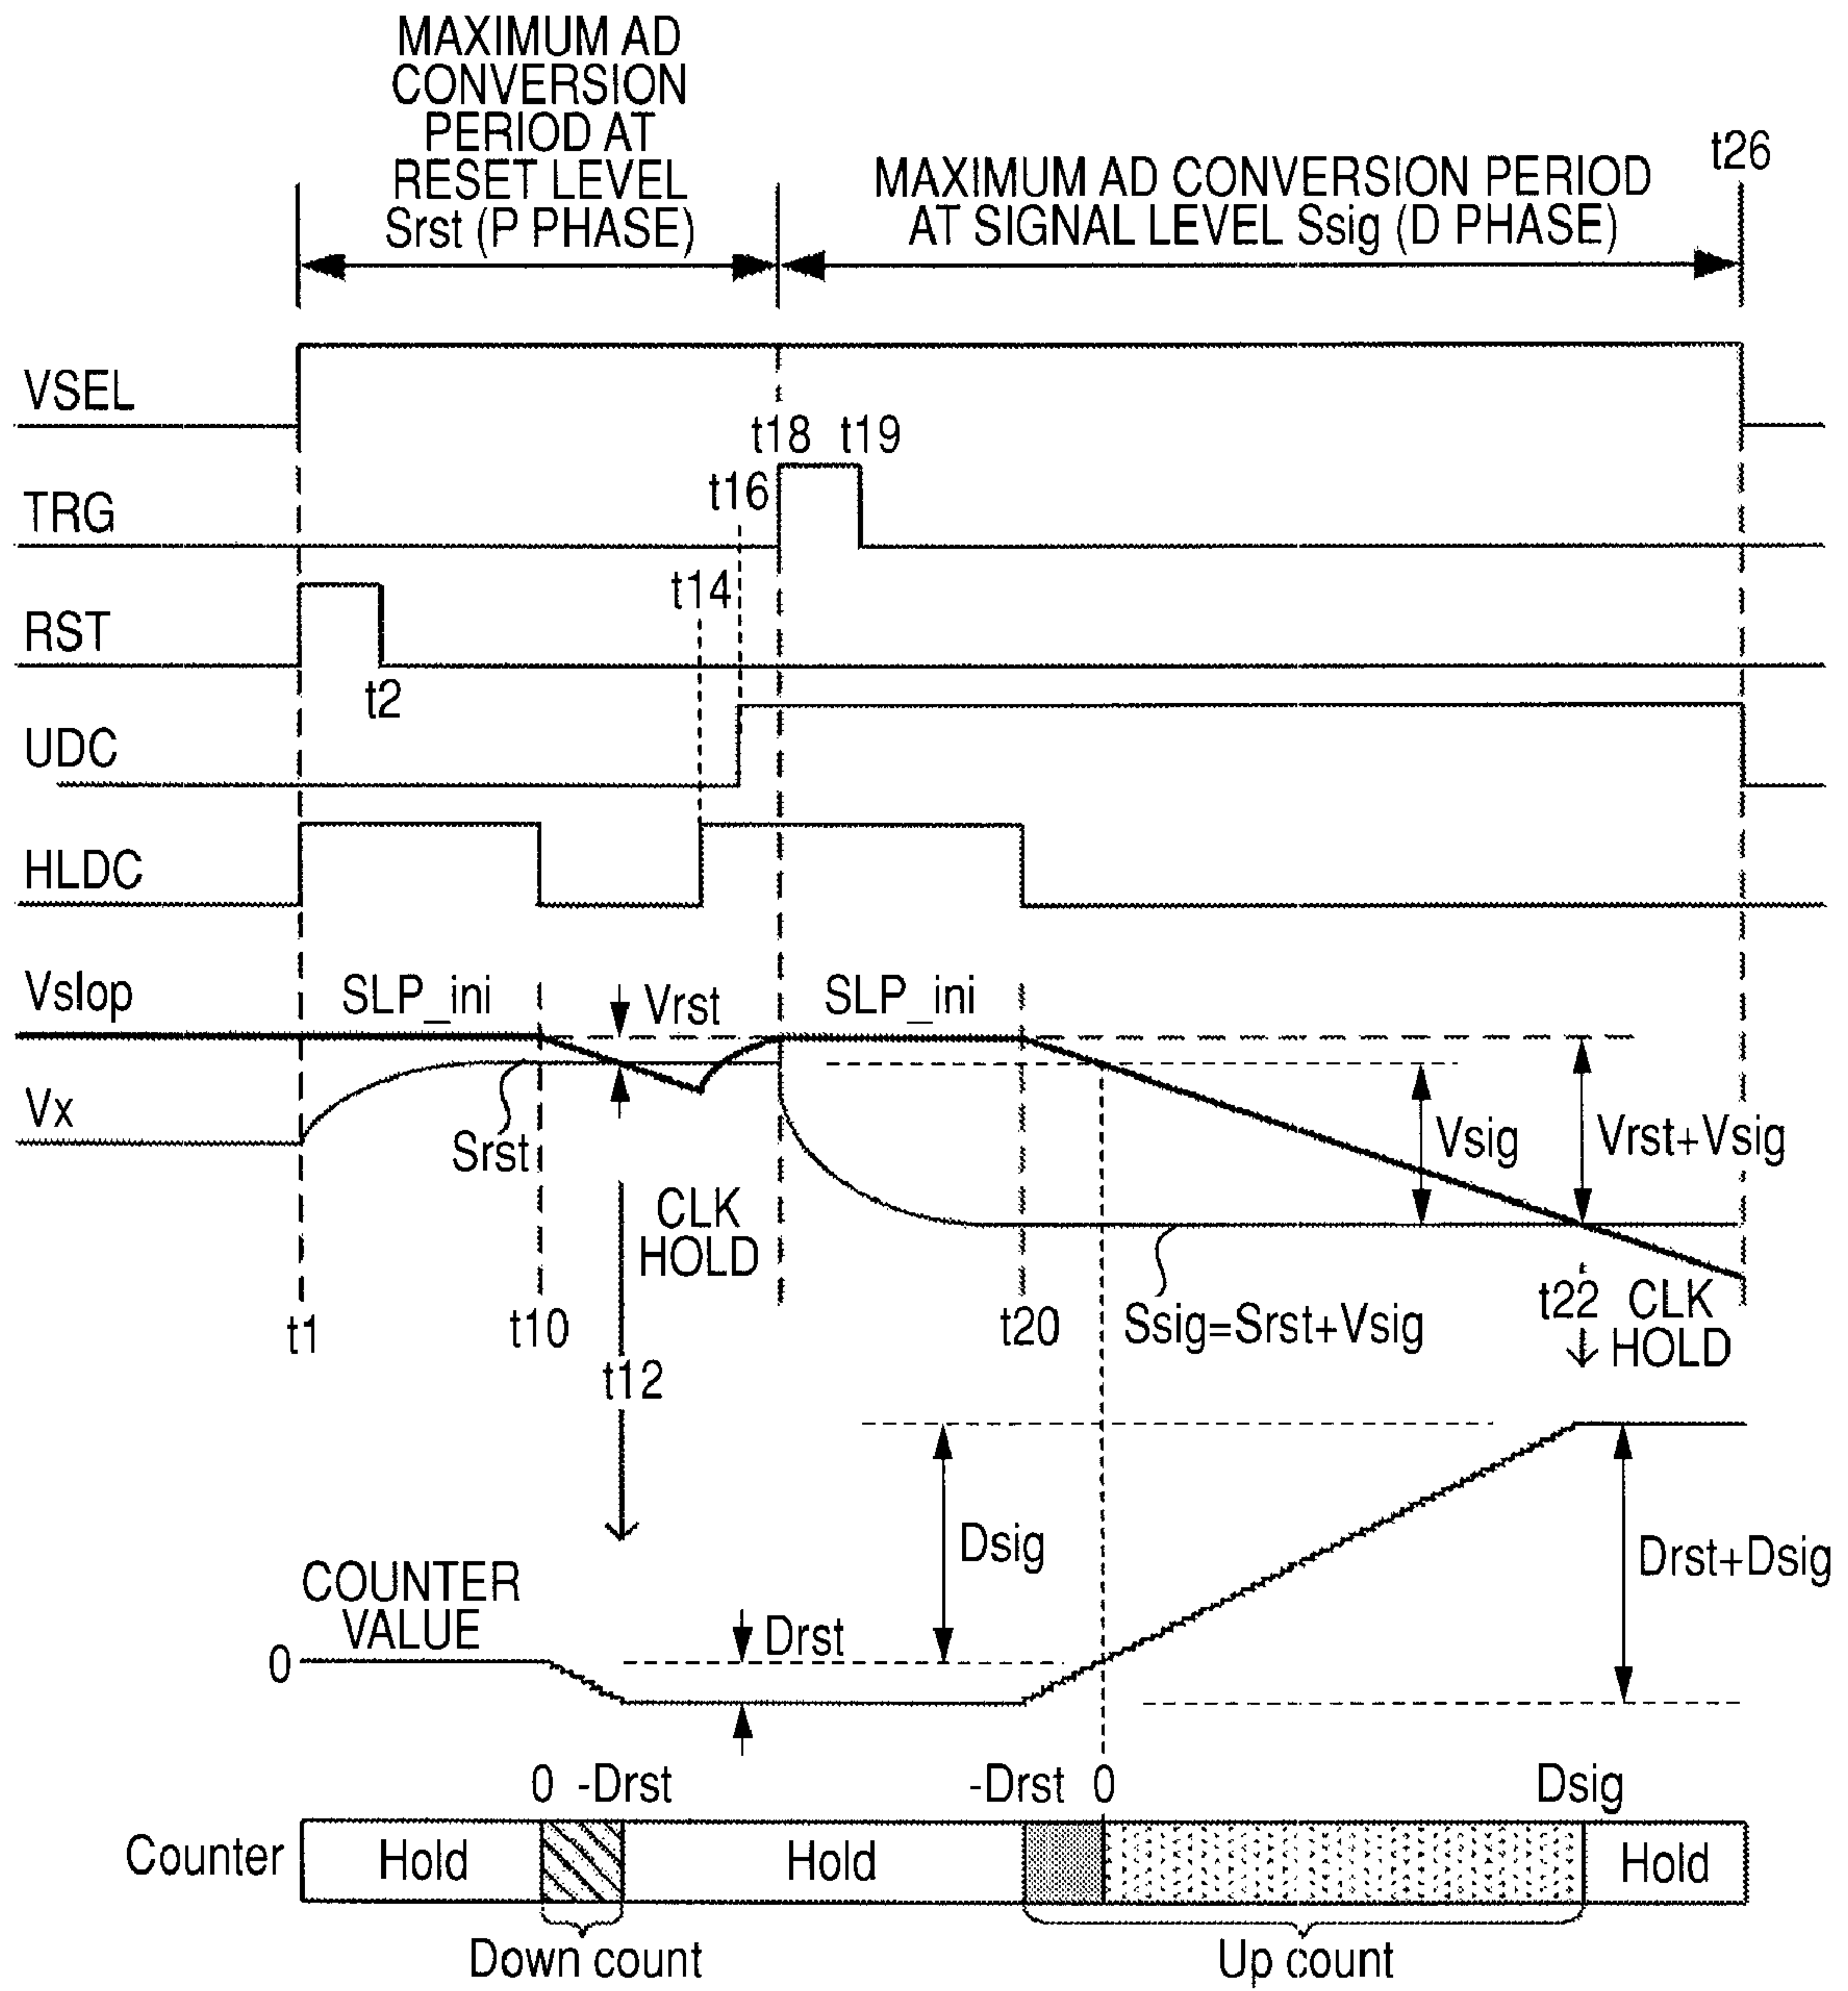 MAXIMUM AD
CONVERSION
PERIOD AT
RESET LEVEL
Srst (P PHASE)
MAXIMUM AD CONVERSION PERIOD
AT SIGNAL LEVEL Ssig (D PHASE)
t26
VSEL
t18
t19
TRG
t16
RST
t14
t2
UDC
HLDC
Vslop
SLP_ini
Vrst
SLP_ini
Vx
Srst
Vsig
Vrst+Vsig
CLK
HOLD
t1
t10
t12
t20
Ssig=Srst+Vsig
t22
CLK
HOLD
Dsig
Drst+Dsig
COUNTER
VALUE
0
Drst
0
-Drst
-Drst
0
Dsig
Counter
Hold
Hold
Hold
Down count
Up count